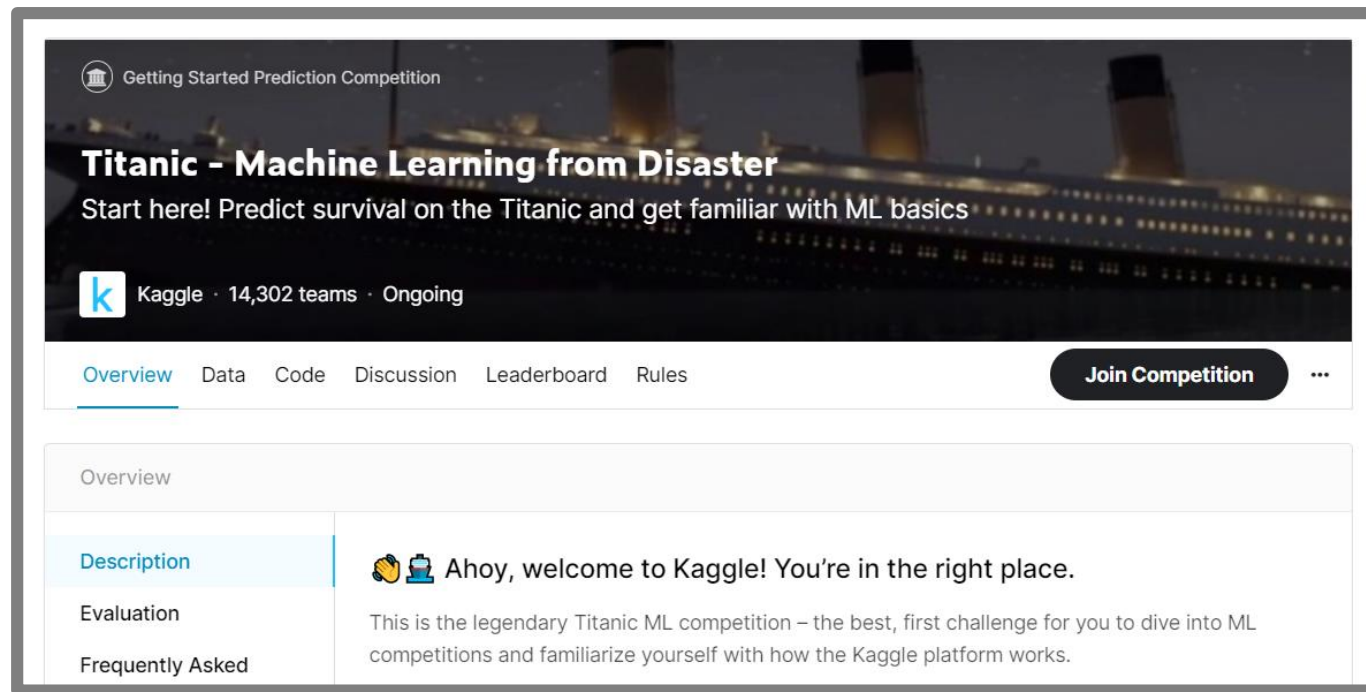 Getting Started Prediction Competition
Titanic - Machine Learning from Disaster
Start here! Predict survival on the Titanic and get familiar with ML basics
k Kaggle · 14,302 teams · Ongoing
Overview Data Code Discussion Leaderboard Rules Join Competition ···
Overview
Description
👋🚢 Ahoy, welcome to Kaggle! You’re in the right place.
Evaluation
This is the legendary Titanic ML competition – the best, first challenge for you to dive into ML
competitions and familiarize yourself with how the Kaggle platform works.
Frequently Asked